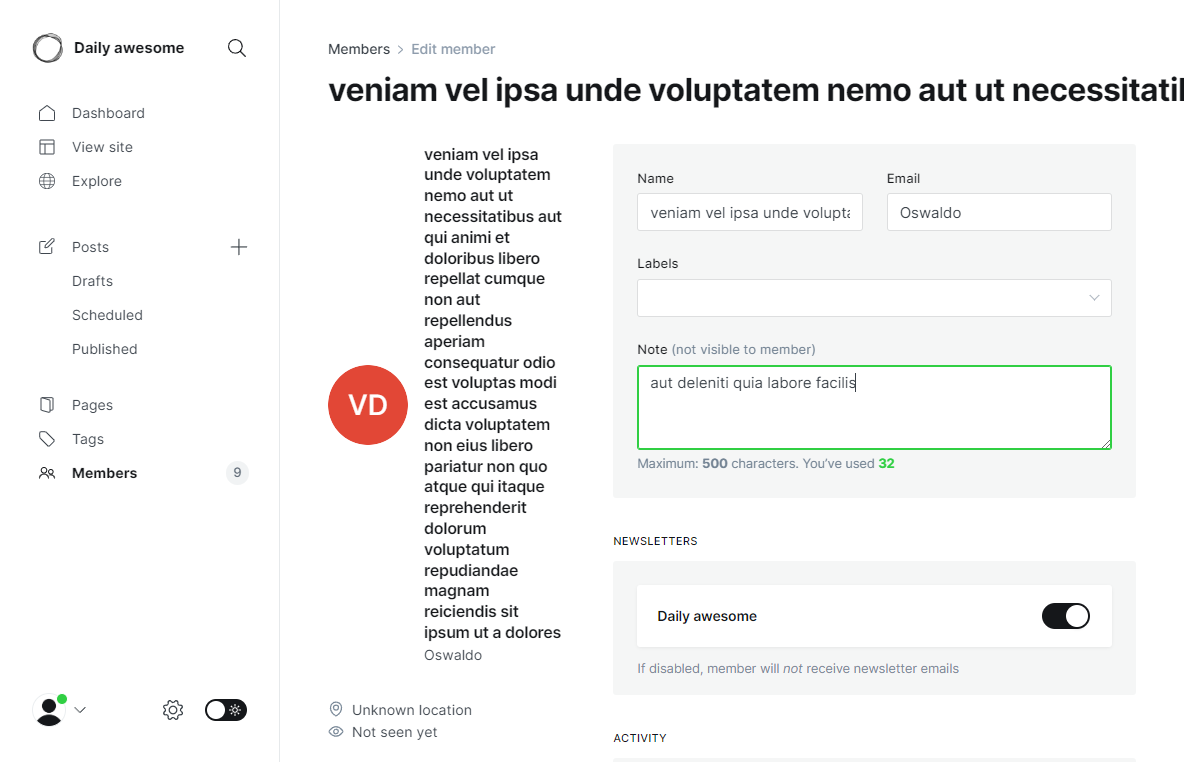 Daily awesome
Dashboard
View site
Explore
Posts
Drafts
Scheduled
Published
Pages
Tags
Members
9
Members
Edit member
veniam vel ipsa unde voluptatem nemo aut ut
veniam vel ipsa
unde voluptatem
nemo aut ut
necessitatibus aut
qui animi et
doloribus libero
repellat cumque
non aut
repellendus
aperiam
consequatur odio
est voluptas modi
est accusamus
dicta voluptatem
non eius libero
pariatur non quo
atque qui itaque
reprehenderit
dolorum
voluptatum
repudiandae
magnam
reiciendis sit
ipsum ut a dolores
VD
Oswaldo
Unknown location
Not seen yet
Name
veniam vel ipsa unde
Email
Oswaldo
Labels
Note (not visible to member)
aut deleniti quia labore facilis
Maximum: 500 characters. You've used 32
NEWSLETTERS
Daily awesome
If disabled, member will not receive newsletter emails
ACTIVITY